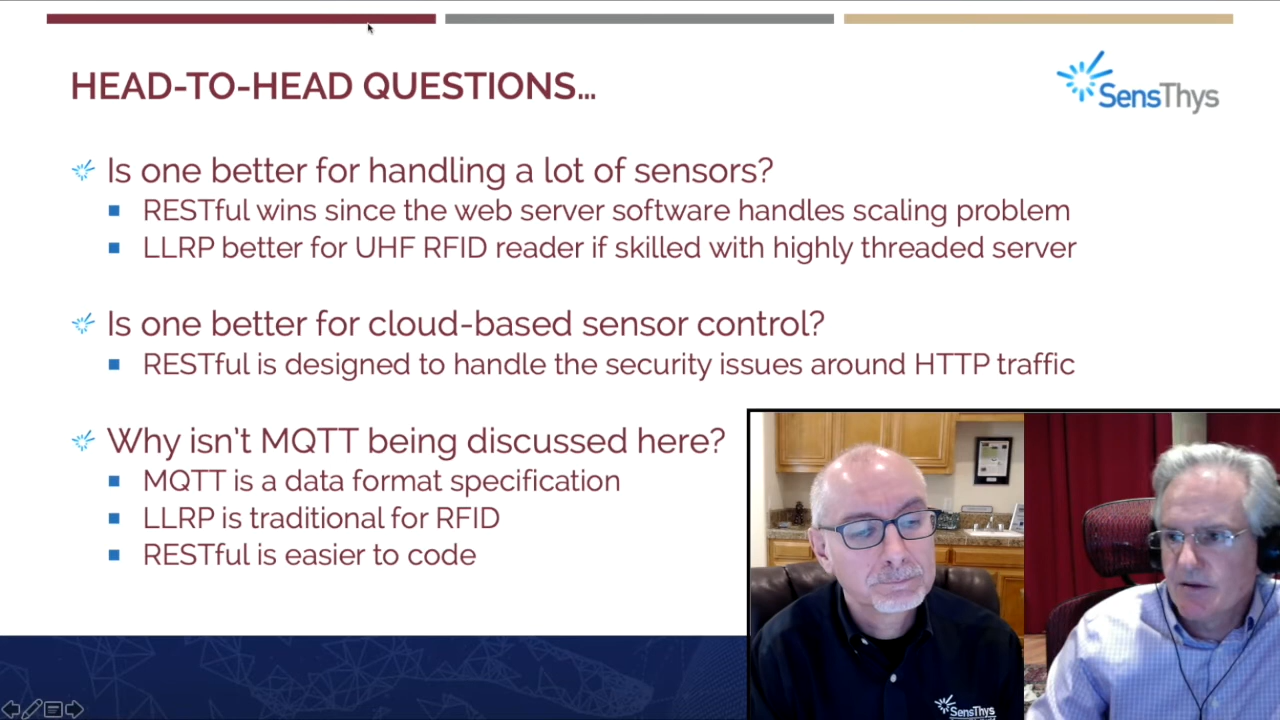 HEAD-TO-HEAD QUESTIONS...
SensThys
Is one better for handling a lot of sensors?
RESTful wins since the web server software handles scaling problem
LLRP better for UHF RFID reader if skilled with highly threaded server
Is one better for cloud-based sensor control?
RESTful is designed to handle the security issues around HTTP traffic
Why isn't MQTT being discussed here?
MQTT is a data format specification
LLRP is traditional for RFID
RESTful is easier to code
SensThys